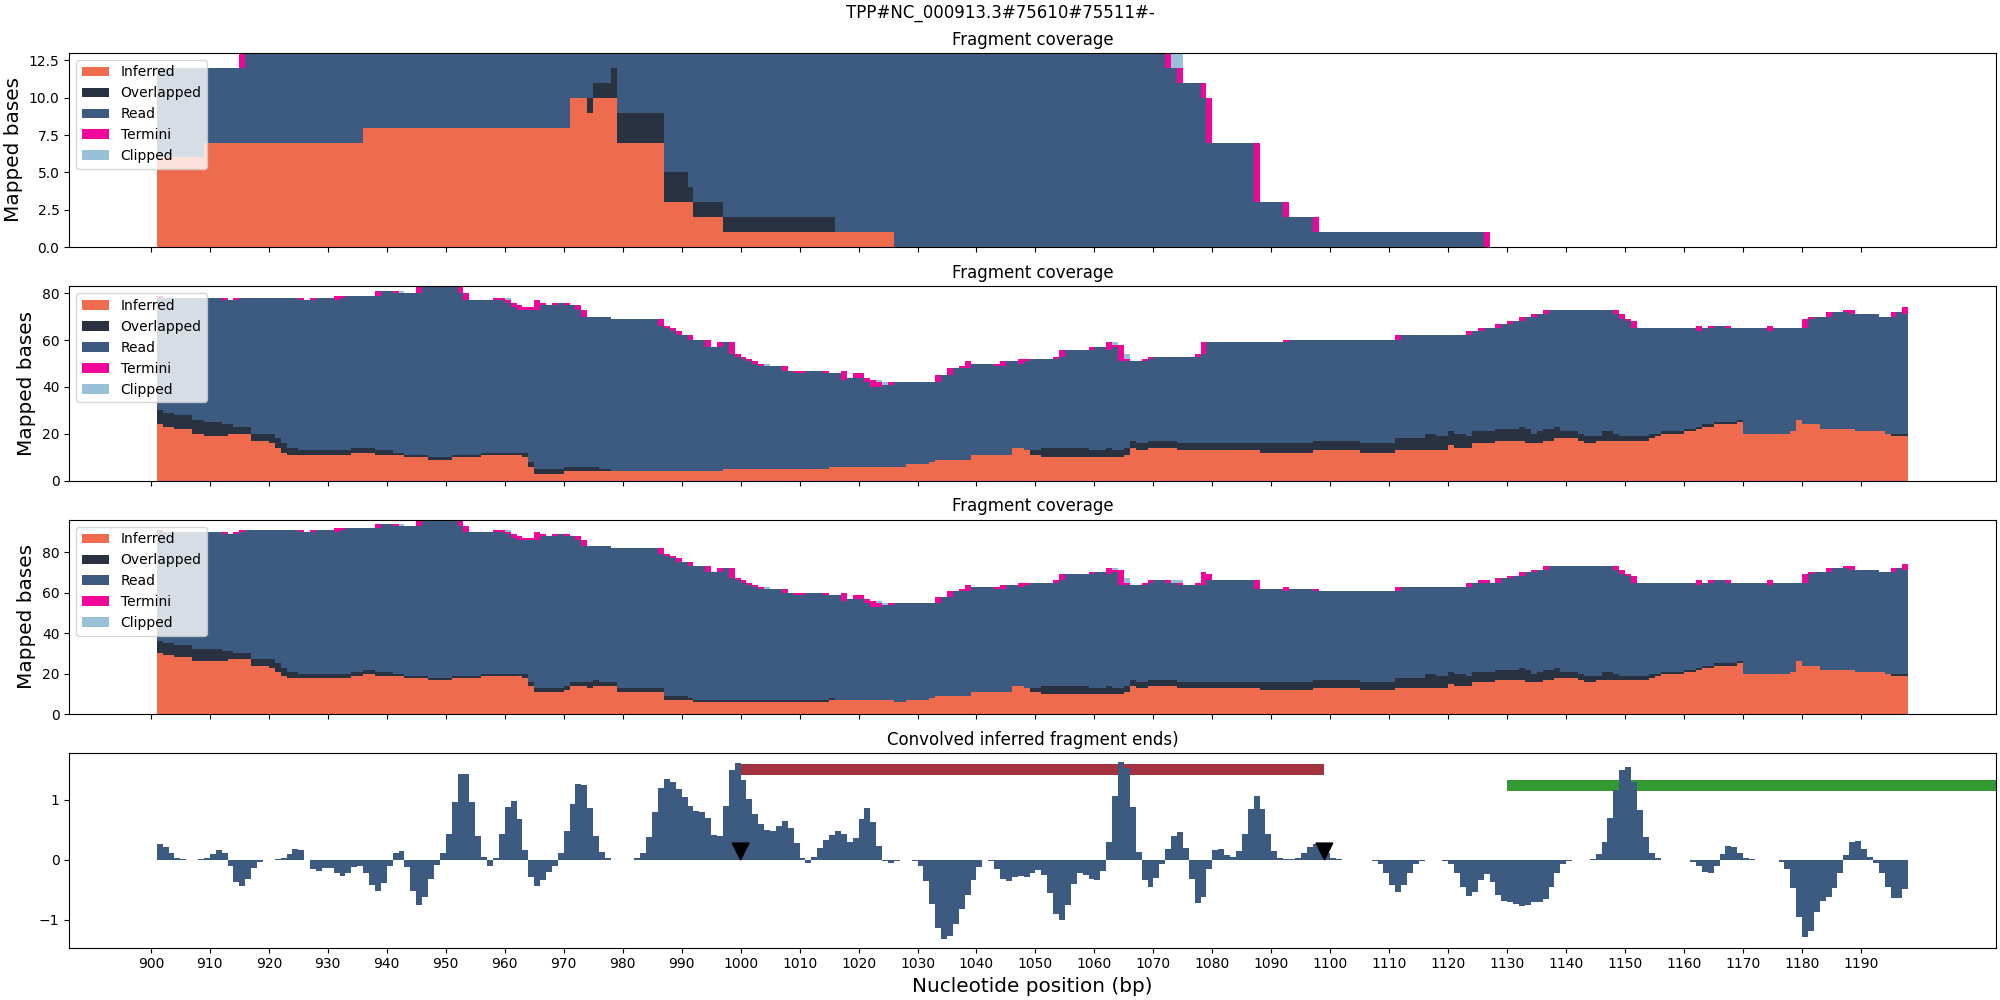 TPP#NC_000913.3#75610#75511#-
Fragment coverage
Mapped bases
12.5
10.0
7.5
5.0
2.5
0.0
Inferred
Overlapped
Read
Termini
Clipped
Fragment coverage
Mapped bases
80
60
40
20
0
Inferred
Overlapped
Read
Termini
Clipped
Fragment coverage
Mapped bases
80
60
40
20
0
Inferred
Overlapped
Read
Termini
Clipped
Convolved inferred fragment ends)
1
0
−1
900 910 920 930 940 950 960 970 980 990 1000 1010 1020 1030 1040 1050 1060 1070 1080 1090 1100 1110 1120 1130 1140 1150 1160 1170 1180 1190
Nucleotide position (bp)